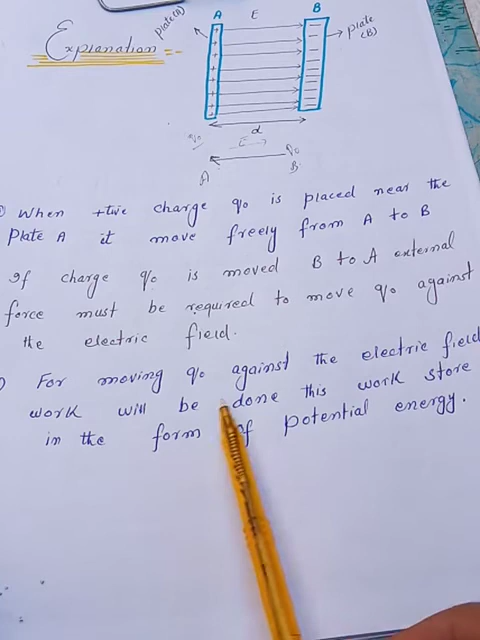 Explanation
Plate(A)
A
E
B
Plate
(B)
d
q₀
E
A
q₀
B
When +tive charge q₀ is placed near the
Plate A it move freely from A to B
If charge q₀ is moved B to A external
force must be required to move q₀ against
the electric field.
For moving q₀ against the electric field
work will be done this work store
in the form of potential energy.